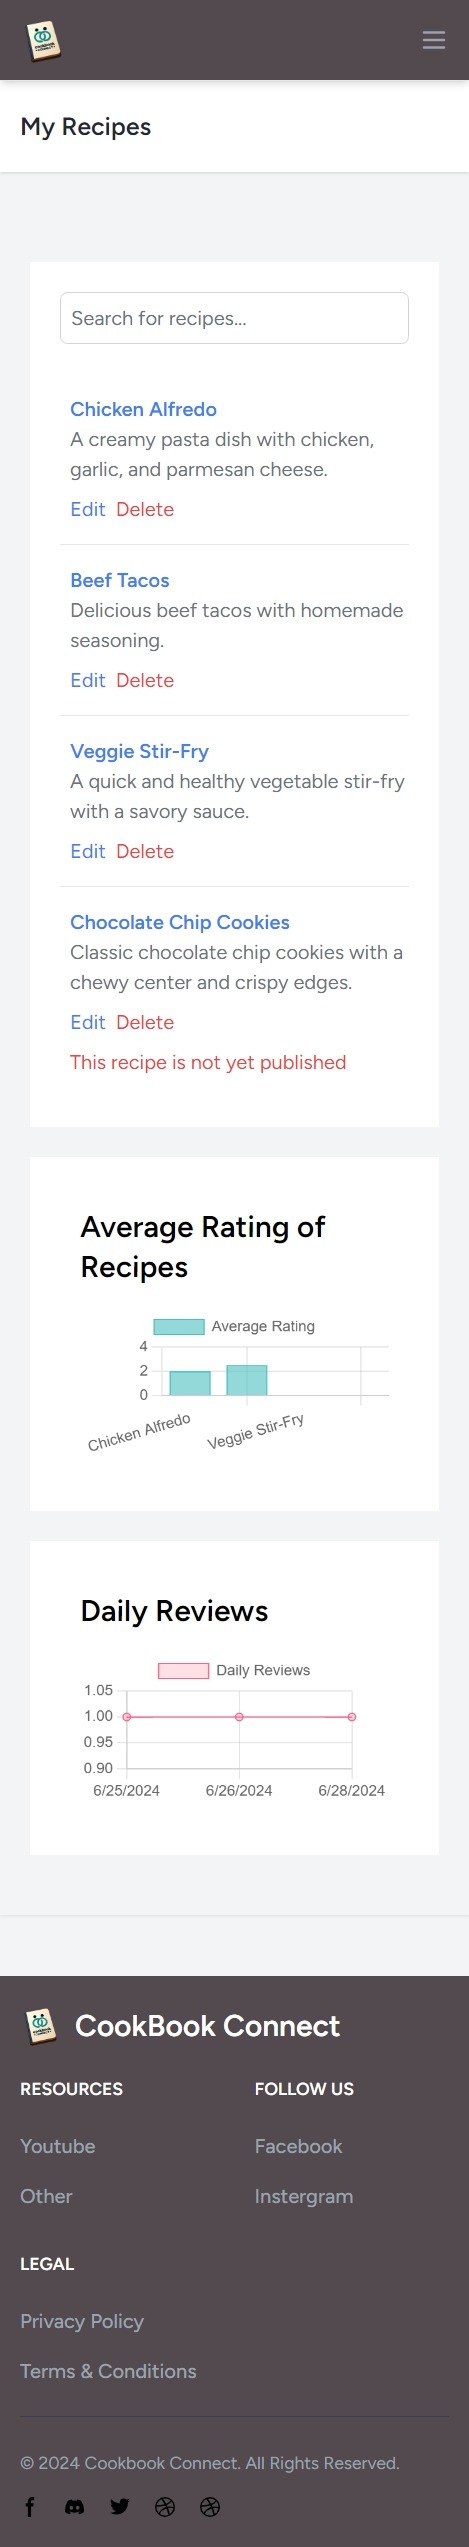 My Recipes
Search for recipes...
Chicken Alfredo
A creamy pasta dish with chicken,
garlic, and parmesan cheese.
Edit Delete
Beef Tacos
Delicious beef tacos with homemade
seasoning.
Edit Delete
Veggie Stir-Fry
A quick and healthy vegetable stir-fry
with a savory sauce.
Edit Delete
Chocolate Chip Cookies
Classic chocolate chip cookies with a
chewy center and crispy edges.
Edit Delete
This recipe is not yet published
Average Rating of
Recipes
Average Rating
4
2
0
Chicken Alfredo
Veggie Stir-Fry
Daily Reviews
Daily Reviews
1.05
1.00
0.95
0.90
6/25/2024 6/26/2024 6/28/2024
CookBook Connect
RESOURCES
Youtube
Other
FOLLOW US
Facebook
Intergram
LEGAL
Privacy Policy
Terms & Conditions
© 2024 Cookbook Connect. All Rights Reserved.